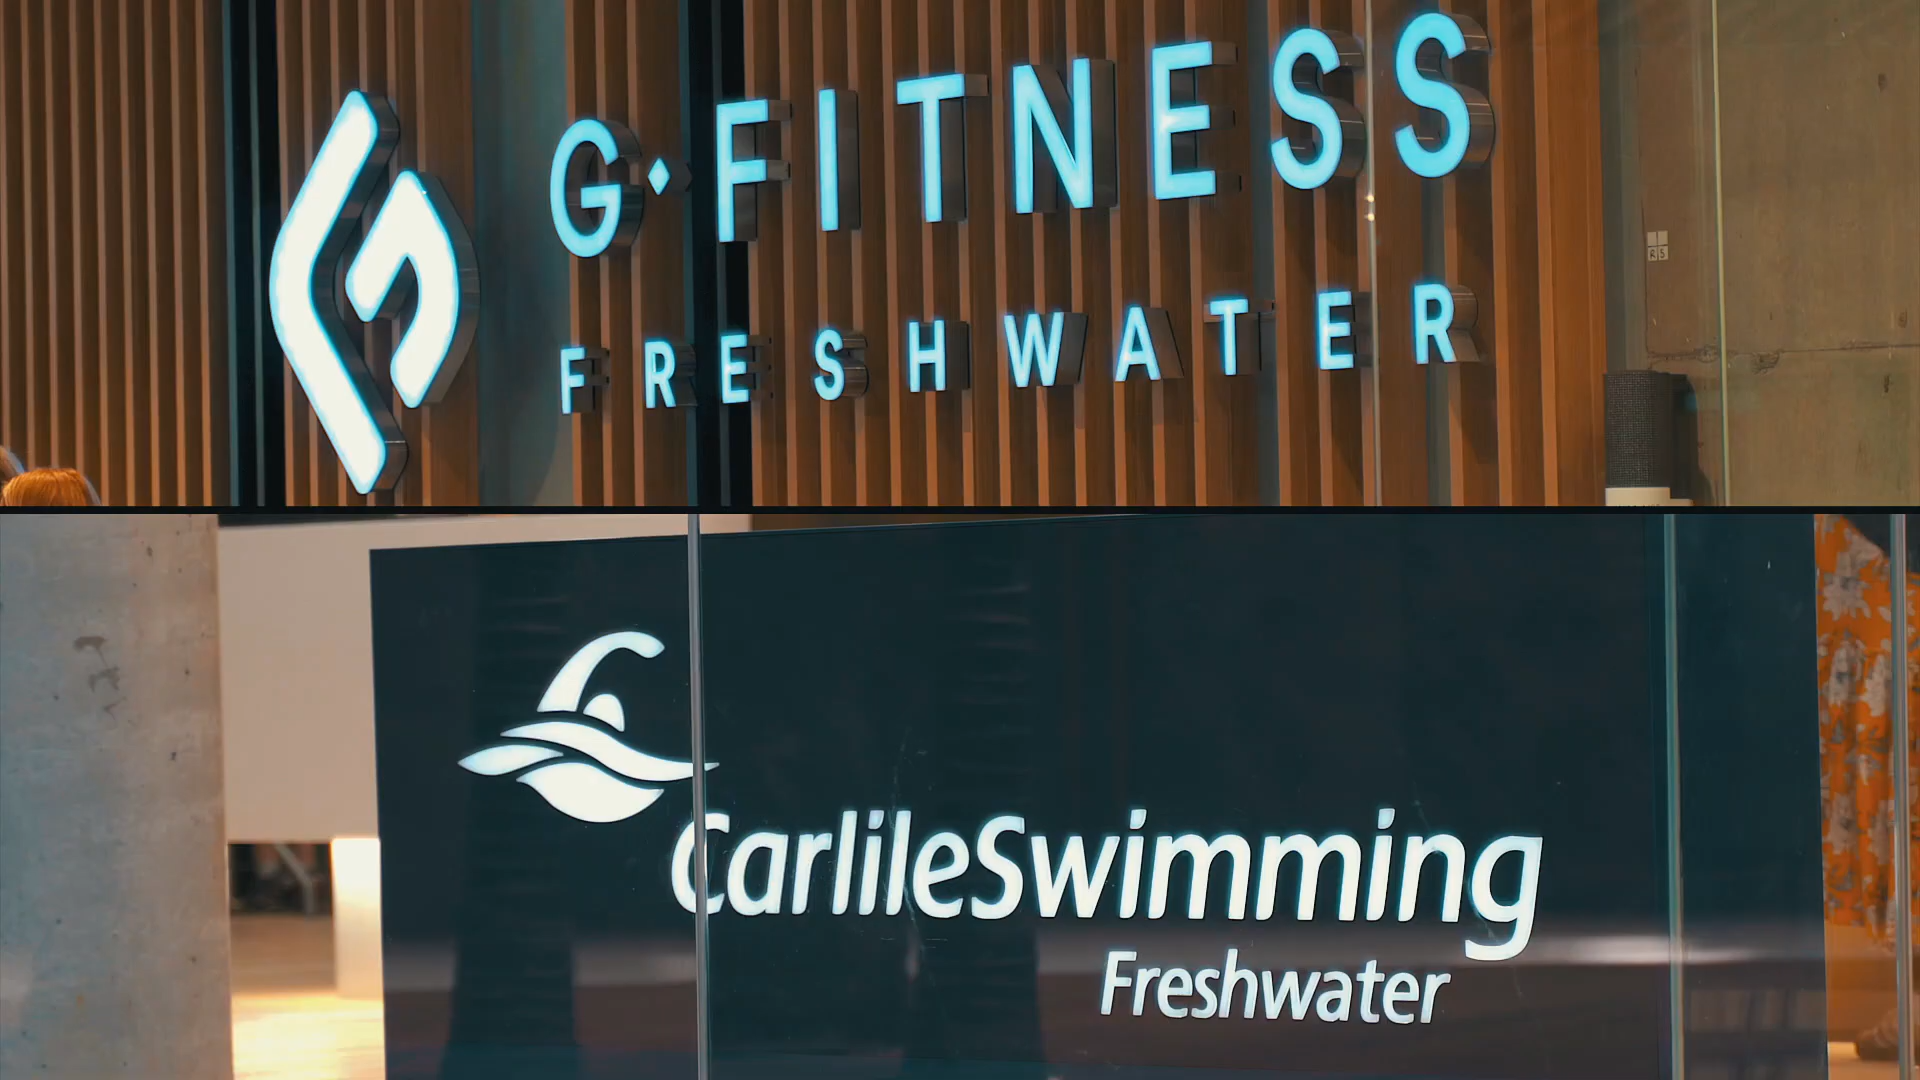 G·FITNESS
FRESHWATER
R S
CarlileSwimming
Freshwater